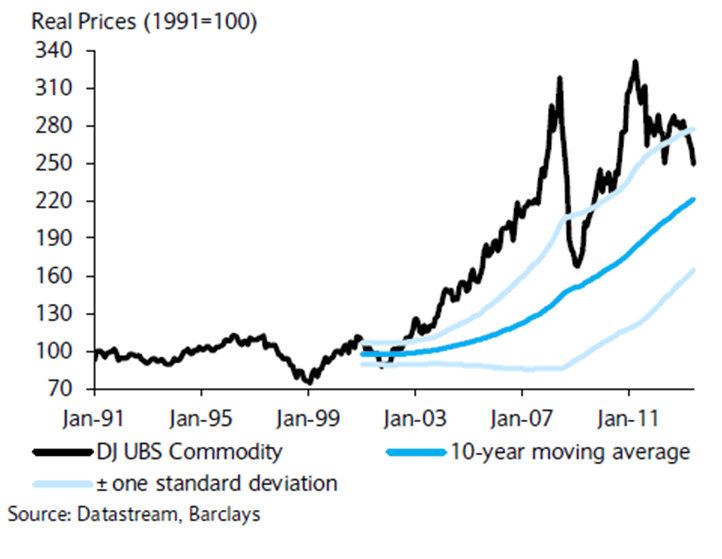 Real Prices (1991=100)
340
310
280
250
220
190
160
130
100
70
Jan-91 Jan-95 Jan-99 Jan-03 Jan-07 Jan-11
DJ UBS Commodity 10-year moving average
± one standard deviation
Source: Datastream, Barclays